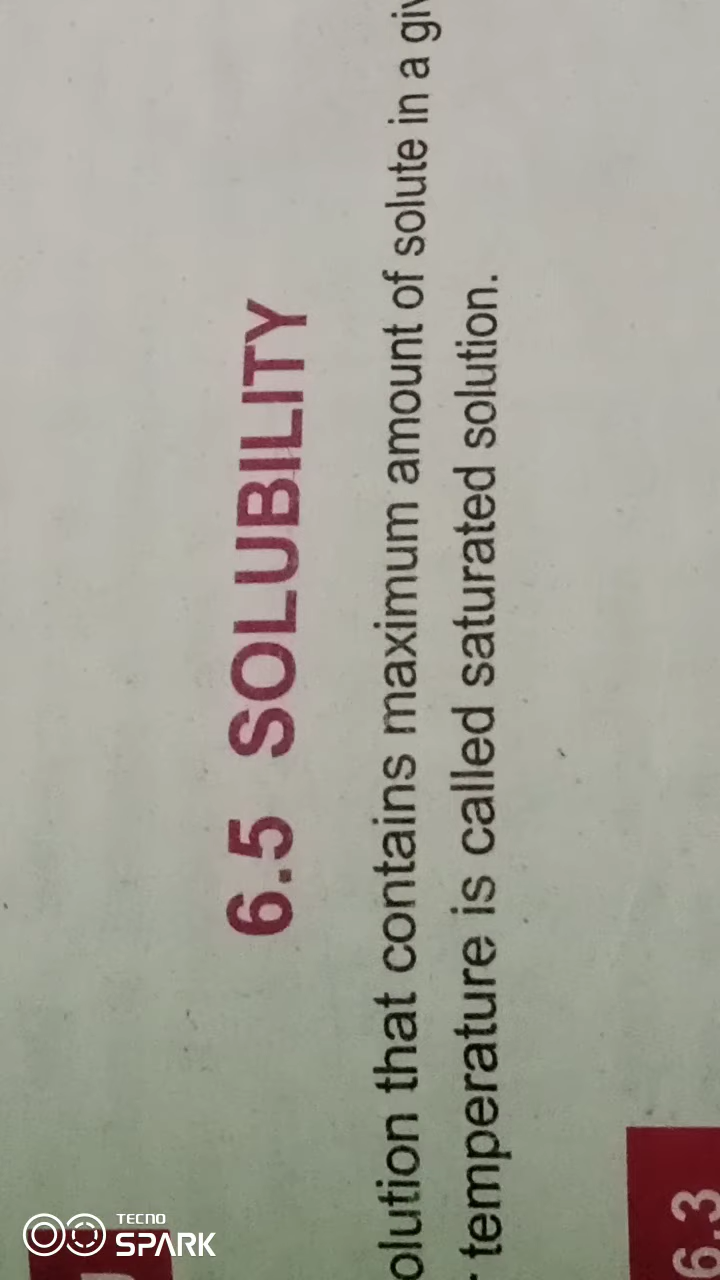 6.5 SOLUBILITY
olution that contains maximum amount of solute in a giv
temperature is called saturated solution.
6.3
TECNO
SPARK